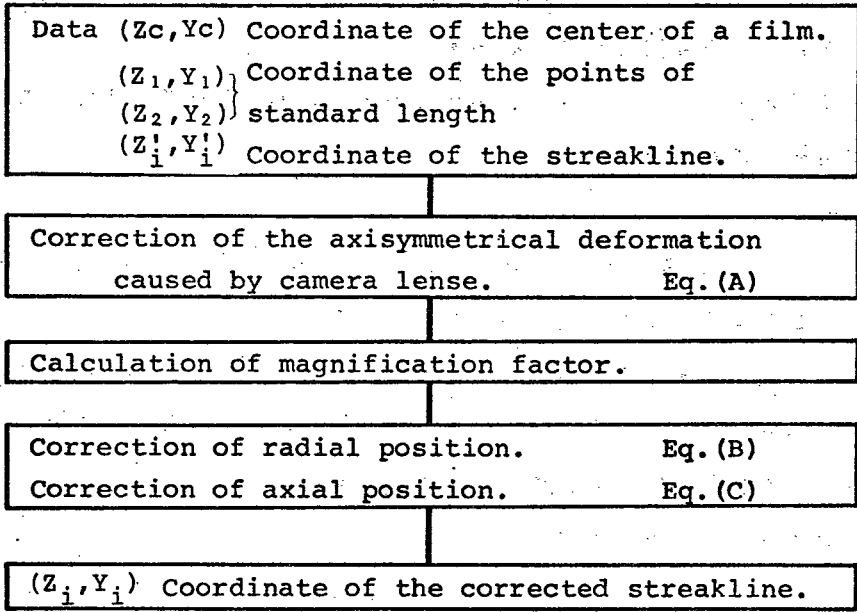 Data (Zc,Yc) Coordinate of the center of a film.
(Z1,Y1) Coordinate of the points of
(Z2,Y2) standard length
(Z'i,Y'i) Coordinate of the streakline.
Correction of the axisymmetrical deformation
caused by camera lense. Eq.(A)
Calculation of magnification factor.
Correction of radial position. Eq.(B)
Correction of axial position. Eq.(C)
(Zi,Yi) Coordinate of the corrected streakline.